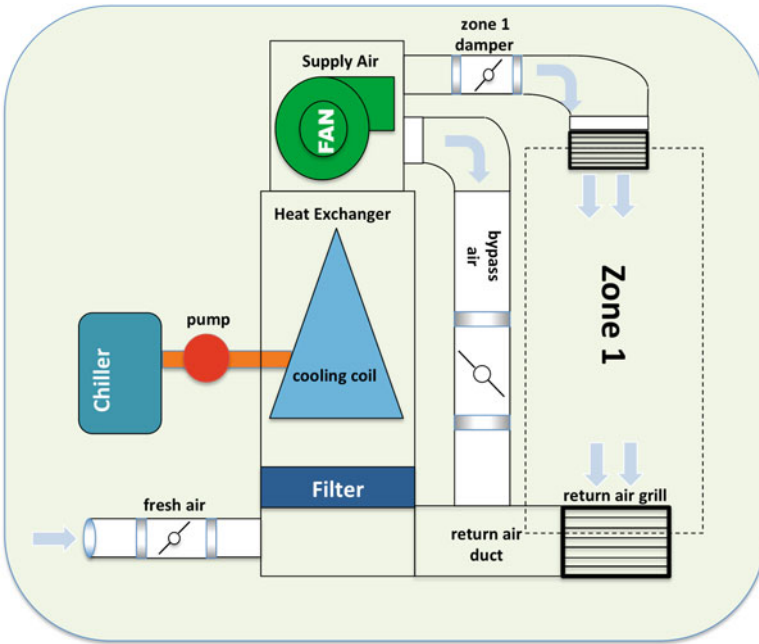 zone 1
damper
Supply Air
FAN
Heat Exchanger
bypass
air
Zone 1
pump
Chiller
cooling coil
Filter
fresh air
return air grill
return air
duct